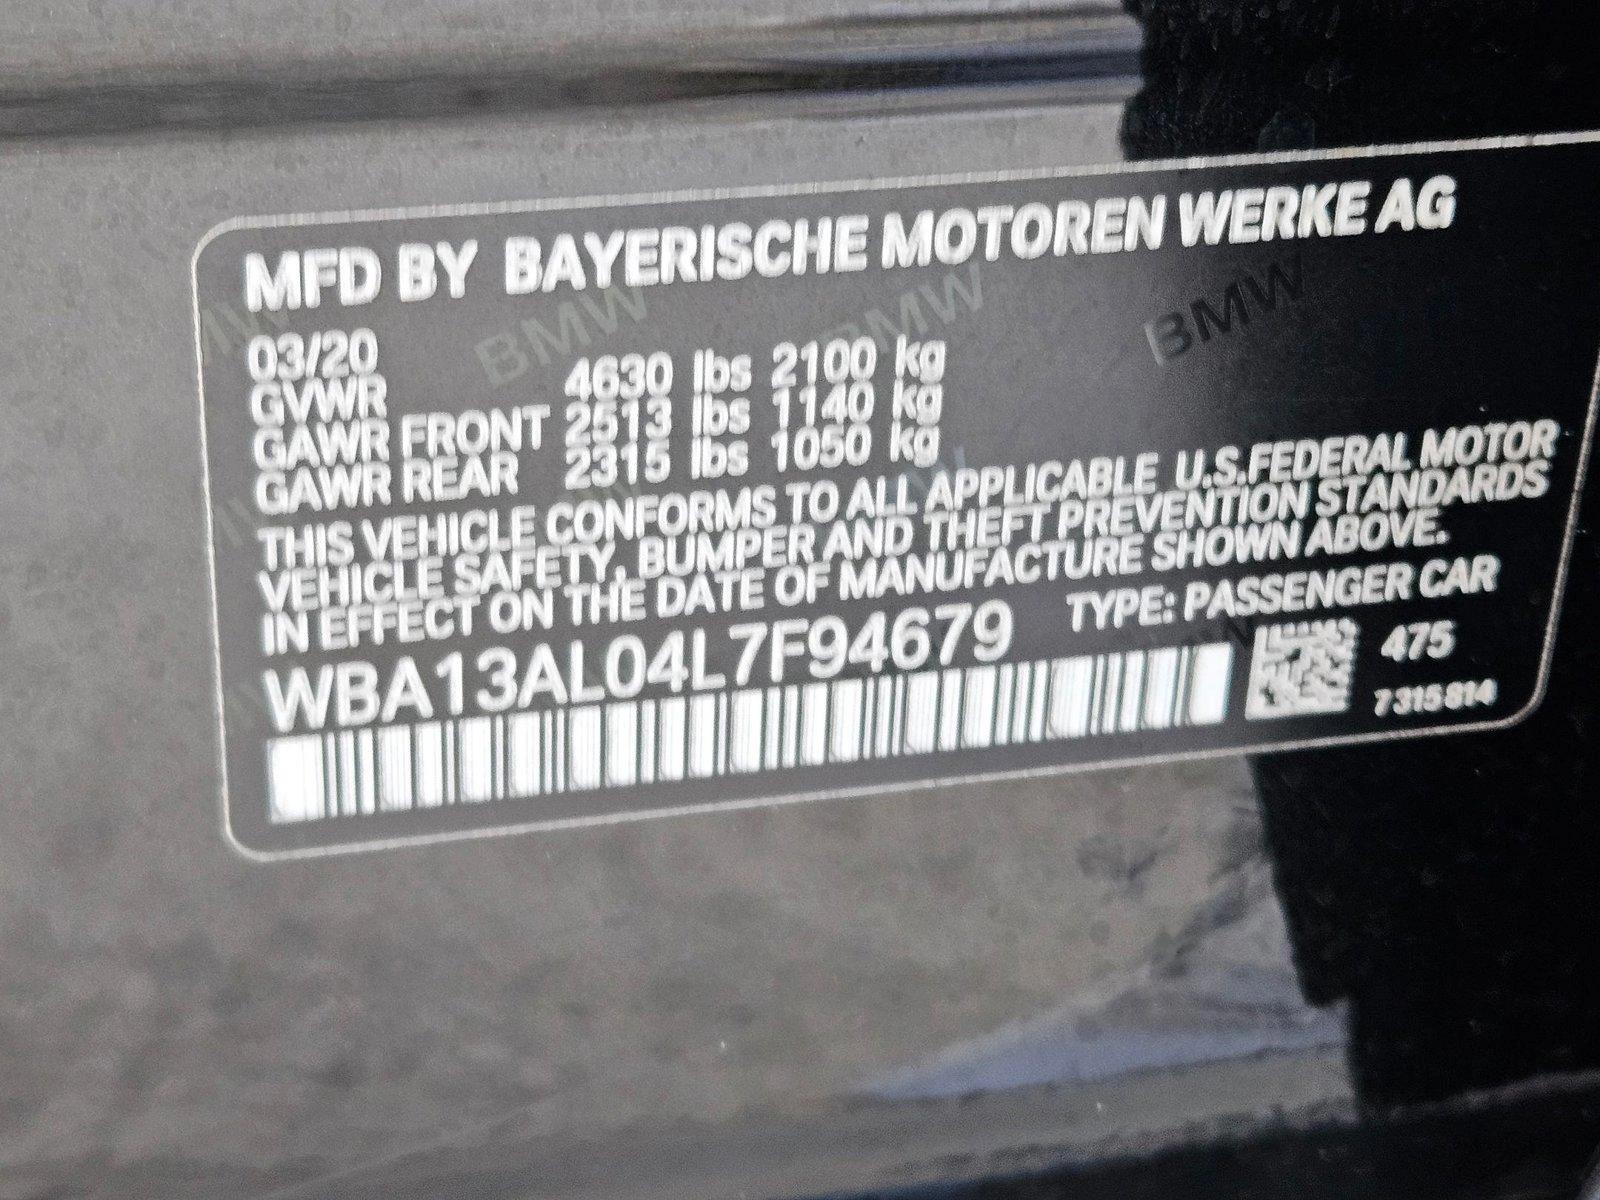 MFD BY BAYERISCHE MOTOREN WERKE AG
03/20
GVWR 4630 lbs 2100 kg
GAWR FRONT 2513 lbs 1140 kg
GAWR REAR 2315 lbs 1050 kg
THIS VEHICLE CONFORMS TO ALL APPLICABLE U.S.FEDERAL MOTOR
VEHICLE SAFETY, BUMPER AND THEFT PREVENTION STANDARDS
IN EFFECT ON THE DATE OF MANUFACTURE SHOWN ABOVE.
WBA13AL04L7F94679 TYPE: PASSENGER CAR
475
7315814
BMW
BMW
BMW